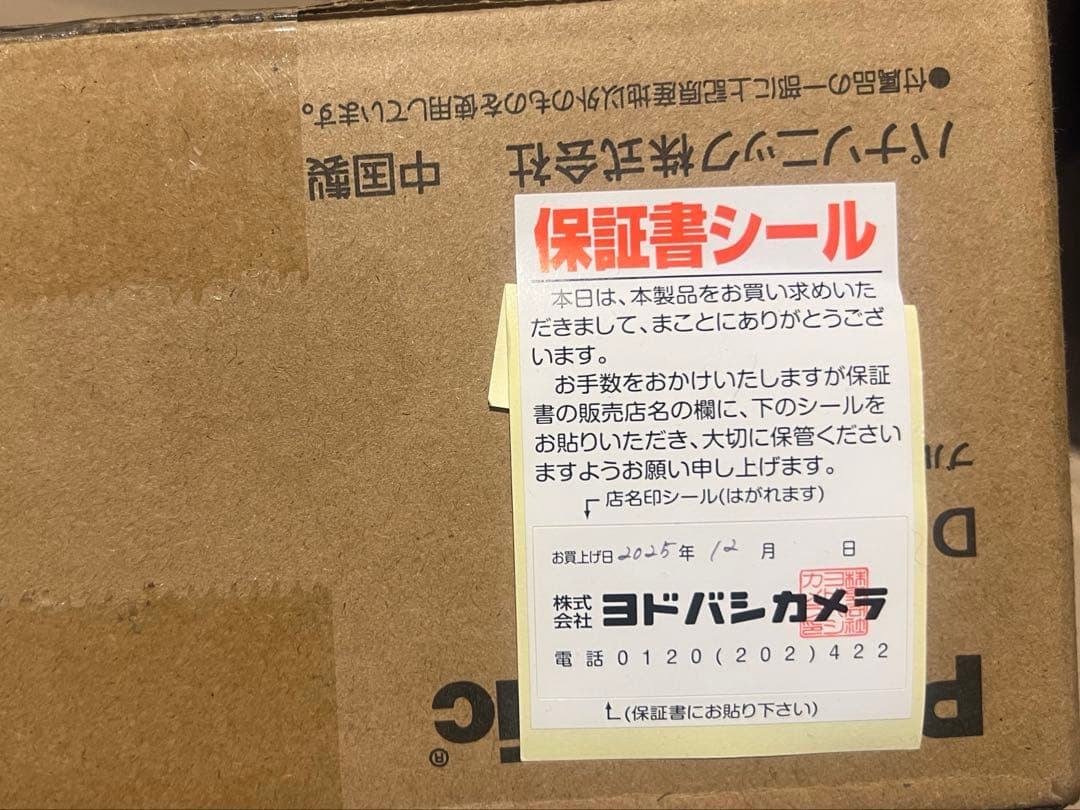 ●付属品の一部に上記原産地以外のものを使用しています。
パナソニック株式会社 中国製
保証書シール
本日は、本製品をお買い求めいた
だきまして、まことにありがとうござ
います。
お手数をおかけいたしますが保証
書の販売店名の欄に、下のシールを
お貼りいただき、大切に保管ください
ますようお願い申し上げます。
店名印シール(はがれます)
お買上げ日 2025年 12月 日
株式会社 ヨドバシカメラ
電話 0120(202)422
(保証書にお貼り下さい)
ブル
D
P ic®